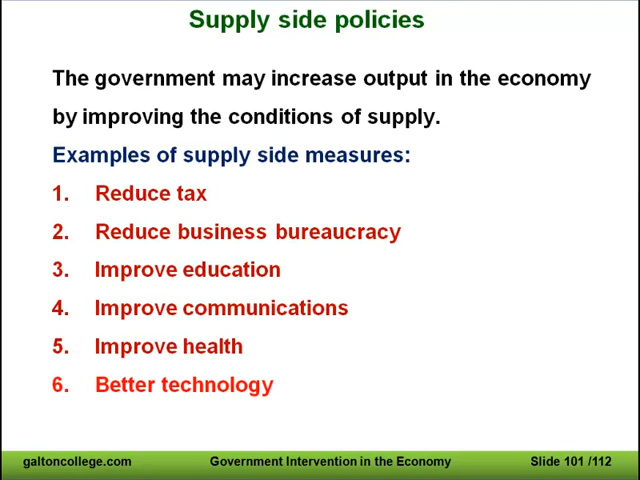 Supply side policies
The government may increase output in the economy
by improving the conditions of supply.
Examples of supply side measures:
1. Reduce tax
2. Reduce business bureaucracy
3. Improve education
4. Improve communications
5. Improve health
6. Better technology
galtoncollege.com Government Intervention in the Economy Slide 101 /112